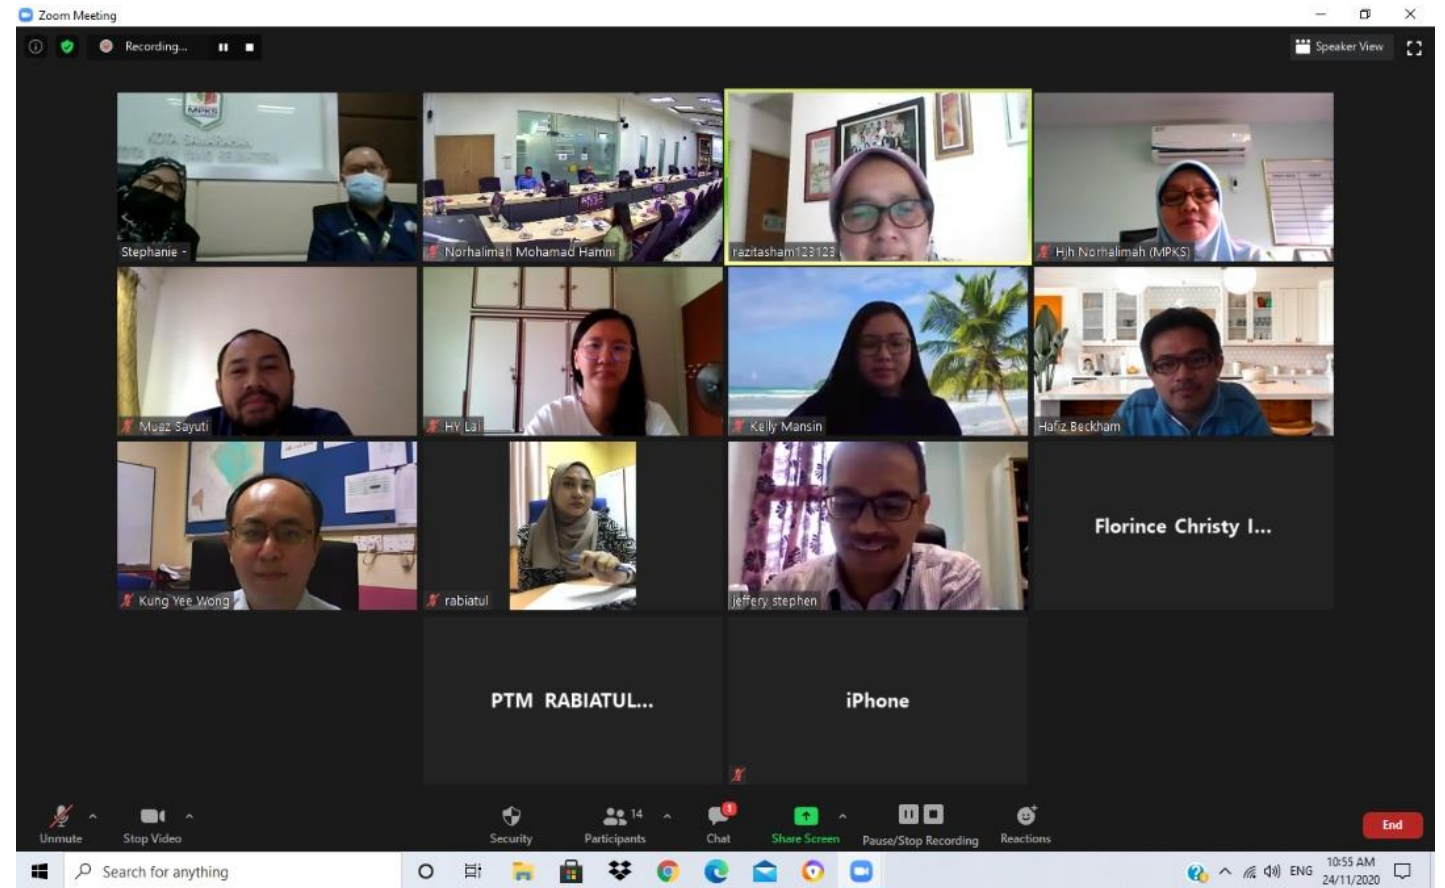 Zoom Meeting
Recording...
Speaker View
MPKS
Stephanie -
Norhalimah Mohamad Hamni
razitasham123123
Hjh Norhalimah (MPKS)
Muaz Sayuti
HY Lai
Kelly Mansin
Hafiz Beckham
Kung Yee Wong
rabiatul
jeffery stephen
Florince Christy I...
PTM RABIATUL...
iPhone
Unmute
Stop Video
Security
14
Participants
1
Chat
Share Screen
Pause/Stop Recording
Reactions
End
Search for anything
ENG
10:55 AM
24/11/2020